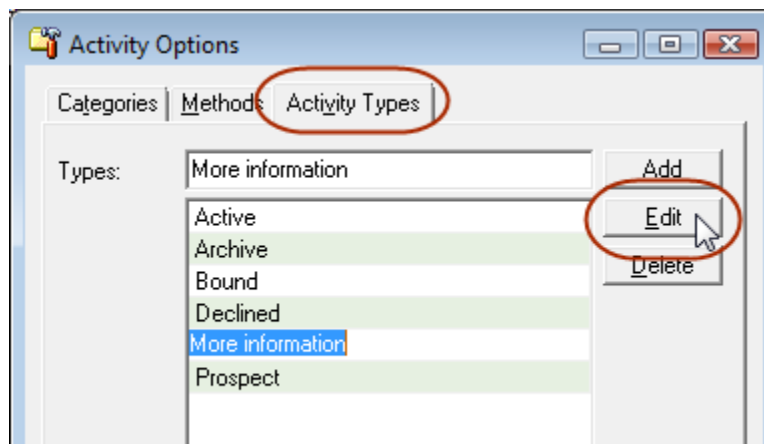 Activity Options
Categories Methods Activity Types
Types: More information Add
Active Edit
Archive
Delete
Bound
Declined
More information
Prospect